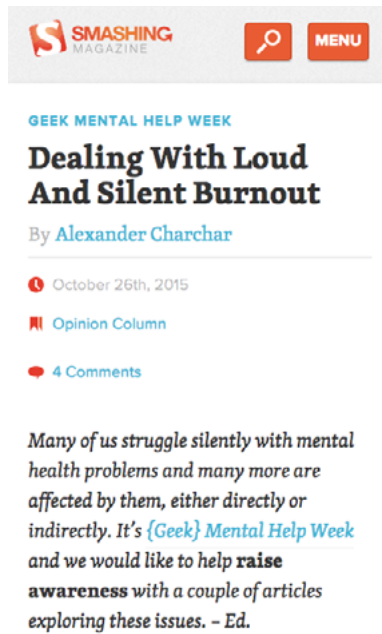 SMASHING
MAGAZINE
MENU
GEEK MENTAL HELP WEEK
Dealing With Loud
And Silent Burnout
By Alexander Charchar
October 26th, 2015
Opinion Column
4 Comments
Many of us struggle silently with mental
health problems and many more are
affected by them, either directly or
indirectly. It’s {Geek} Mental Help Week
and we would like to help raise
awareness with a couple of articles
exploring these issues. – Ed.